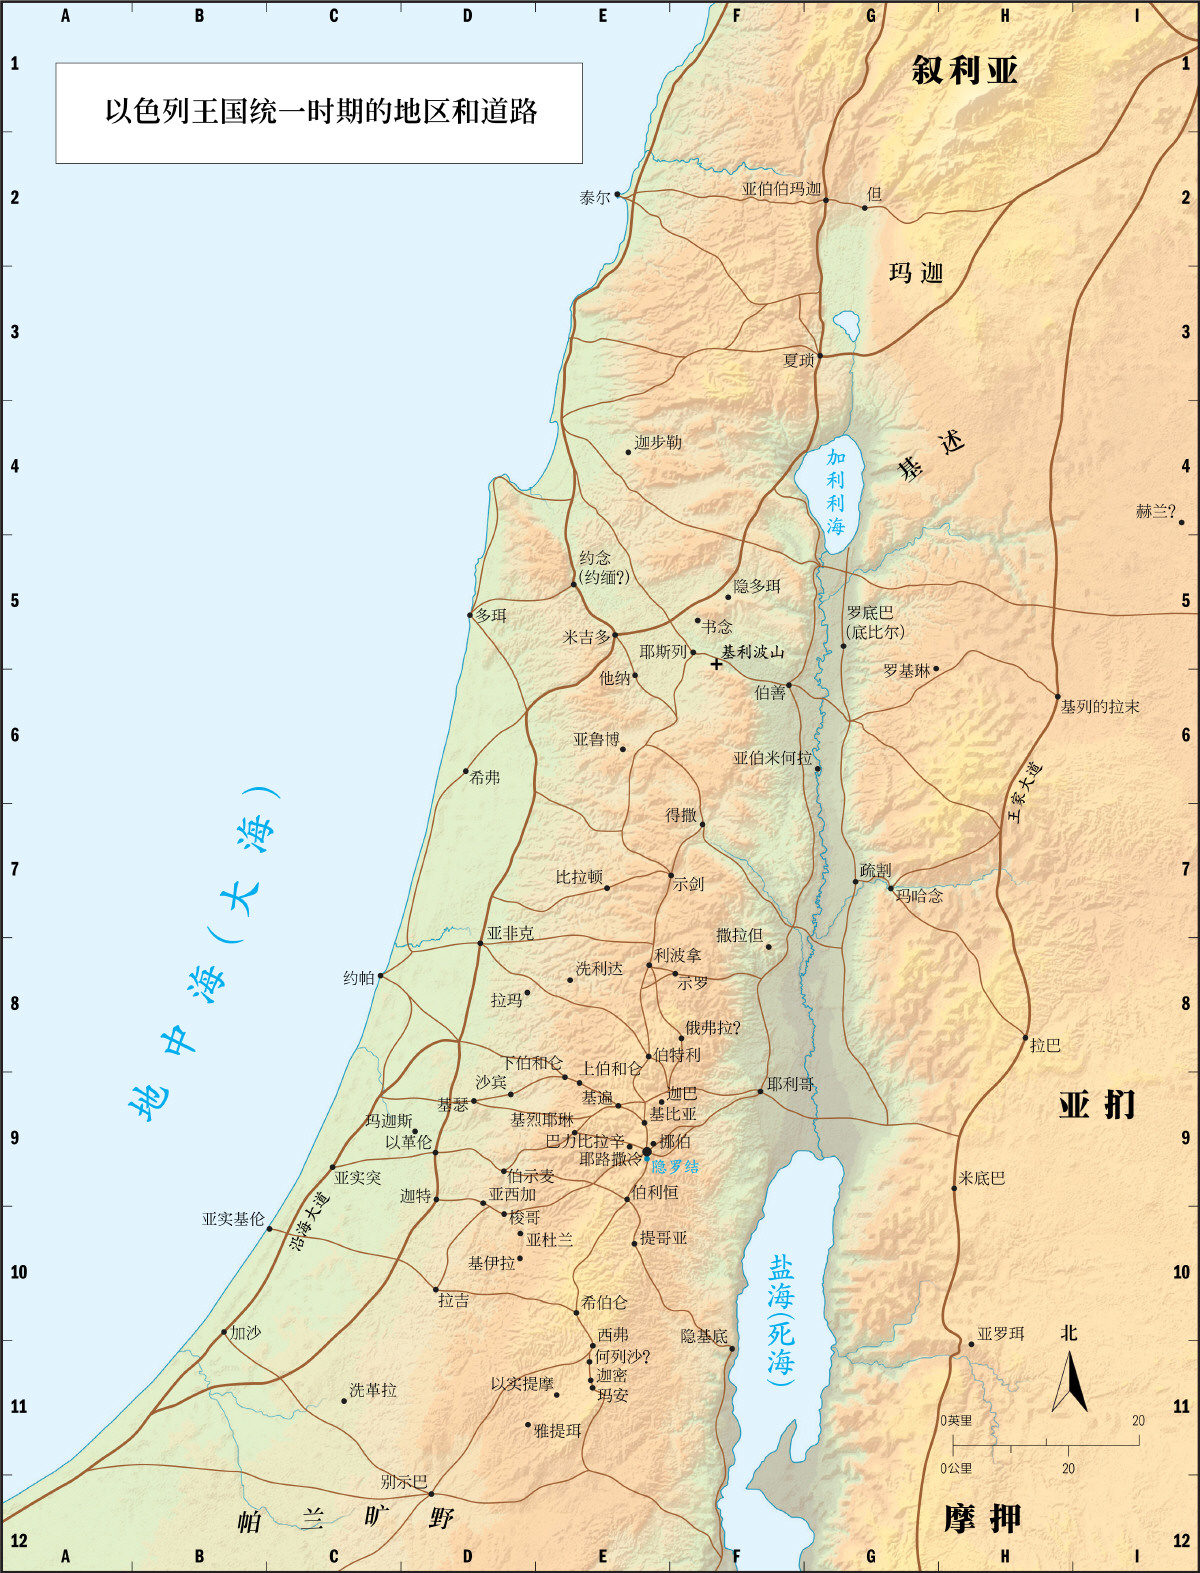 A B C D E F G H I
1 1
叙利亚
以色列王国统一时期的地区和道路
2 2
泰尔
亚伯伯玛迦
但
玛迦
3 3
夏琐
4 4
迦步勒
基述
加利利海
赫兰?
约念
(约缅?)
5 5
隐多珥
多珥
书念
罗底巴
(底比尔)
米吉多
耶斯列
基利波山
他纳
伯善
罗基琳
基列的拉末
6 6
亚鲁博
亚伯米何拉
希弗
王家大道
地中海(大海)
得撒
7 7
比拉顿
示剑
疏割
玛哈念
亚非克
撒拉但
利波拿
约帕
洗利达
示罗
8 8
拉玛
俄弗拉?
拉巴
下伯和仑
上伯和仑
伯特利
沙宾
耶利哥
基瑟
基遍
迦巴
亚扪
基比亚
玛迦斯
基烈耶琳
9 9
以革伦
巴力比拉辛
挪伯
耶路撒冷
隐罗结
亚实突
伯示麦
米底巴
迦特
亚西加
伯利恒
亚实基伦
梭哥
沿海大道
亚杜兰
提哥亚
基伊拉
10 10
盐海(死海)
拉吉
希伯仑
加沙
西弗
隐基底
亚罗珥
北
何列沙?
迦密
洗革拉
以实提摩
玛安
11 11
0英里 20
雅提珥
0公里 20
别示巴
帕兰旷野
摩押
12 12
A B C D E F G H I